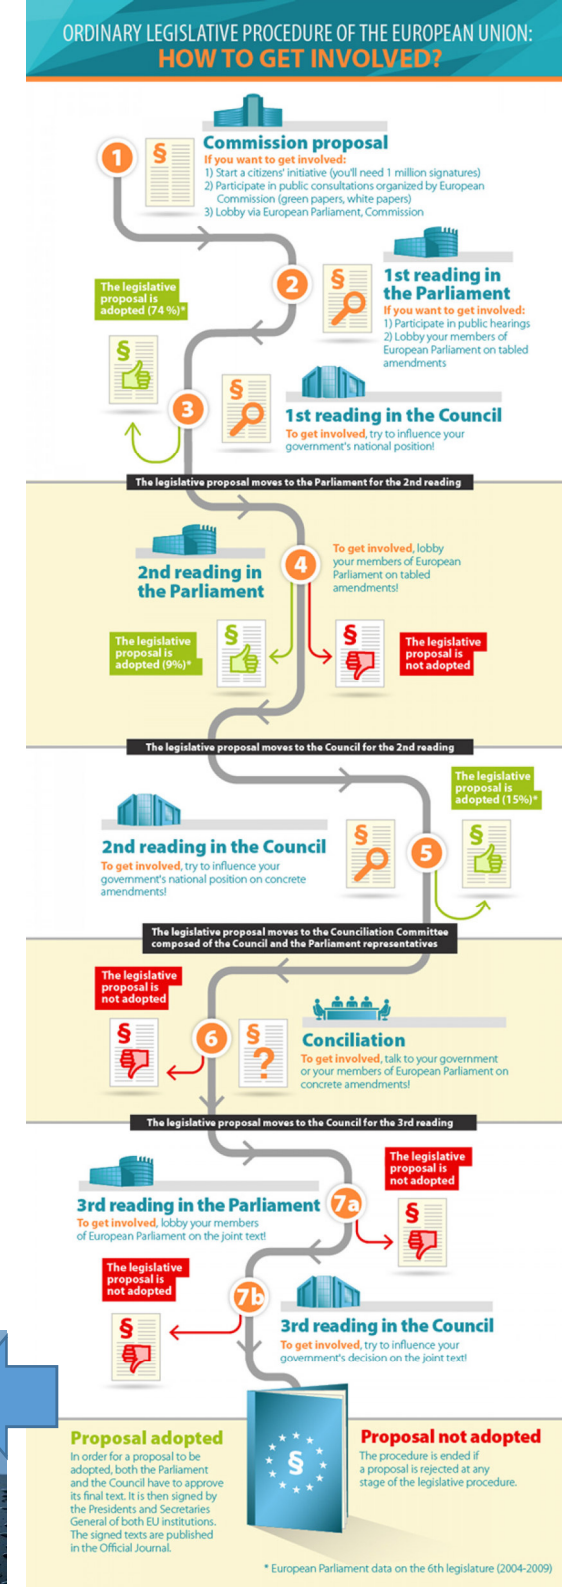 ORDINARY LEGISLATIVE PROCEDURE OF THE EUROPEAN UNION:
HOW TO GET INVOLVED?
1
§
Commission proposal
If you want to get involved:
1) Start a citizens' initiative (you'll need 1 million signatures)
2) Participate in public consultations organized by European
Commission (green papers, white papers)
3) Lobby via European Parliament, Commission
2
§
1st reading in
the Parliament
If you want to get involved:
1) Participate in public hearings
2) Lobby your members of
European Parliament on tabled
amendments
The legislative
proposal is
adopted (74 %)*
§
3
§
1st reading in the Council
To get involved, try to influence your
government's national position!
The legislative proposal moves to the Parliament for the 2nd reading
2nd reading in
the Parliament
4
To get involved, lobby
your members of European
Parliament on tabled
amendments!
The legislative
proposal is
adopted (9%)*
§
§
The legislative
proposal is
not adopted
The legislative proposal moves to the Council for the 2nd reading
The legislative
proposal is
adopted (15%)*
2nd reading in the Council
To get involved, try to influence your
government's national position on concrete
amendments!
§
5
§
The legislative proposal moves to the Counciliation Committee
composed of the Council and the Parliament representatives
The legislative
proposal is
not adopted
§
6
§
?
Conciliation
To get involved, talk to your government
or your members of European Parliament on
concrete amendments!
The legislative proposal moves to the Council for the 3rd reading
The legislative
proposal is
not adopted
3rd reading in the Parliament
To get involved, lobby your members
of European Parliament on the joint text!
7a
§
The legislative
proposal is
not adopted
§
7b
3rd reading in the Council
To get involved, try to influence your
government's decision on the joint text!
Proposal adopted
In order for a proposal to be
adopted, both the Parliament
and the Council have to approve
its final text. It is then signed by
the Presidents and Secretaries
General of both EU institutions.
The signed texts are published
in the Official Journal.
§
Proposal not adopted
The procedure is ended if
a proposal is rejected at any
stage of the legislative procedure.
* European Parliament data on the 6th legislature (2004-2009)